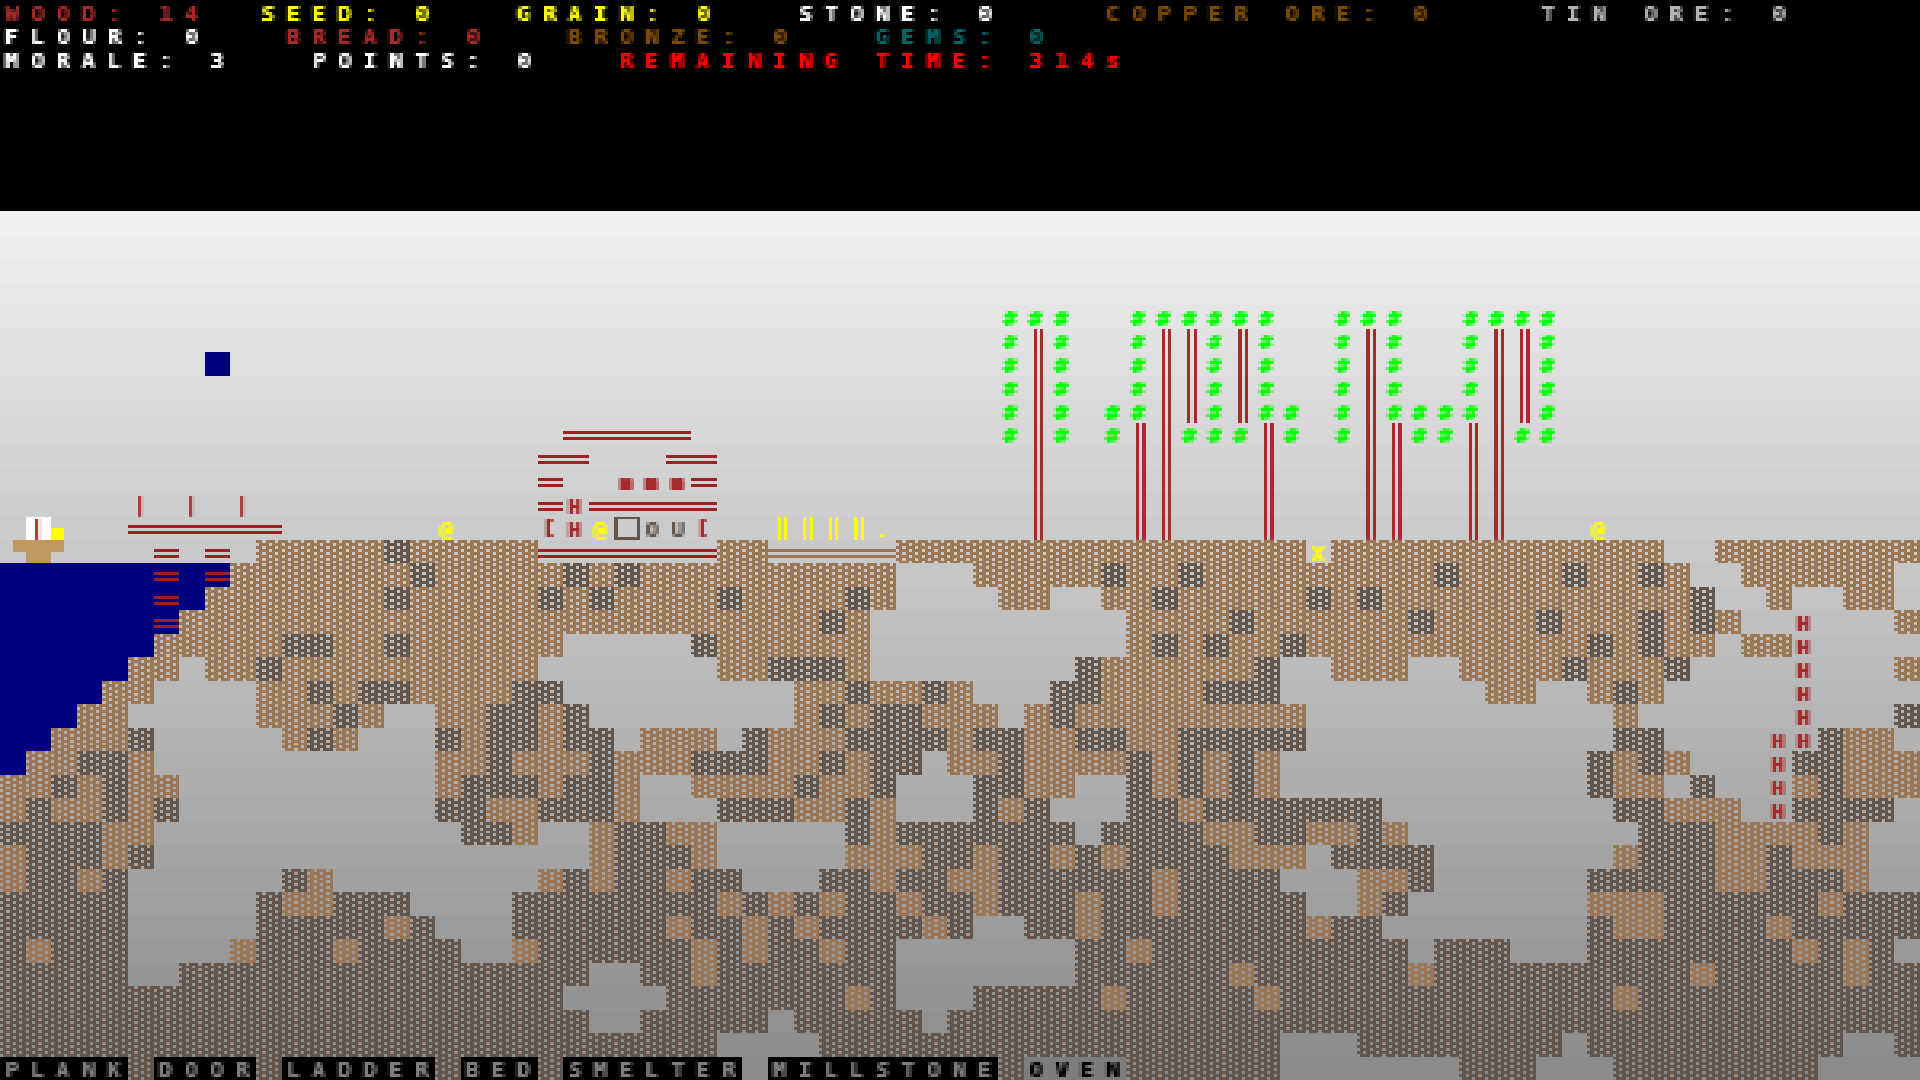 WOOD: 14 SEED: 0 GRAIN: 0 STONE: 0 COPPER ORE: 0 TIN ORE: 0
FLOUR: 0 BREAD: 0 BRONZE: 0 GEMS: 0
MORALE: 3 POINTS: 0 REMAINING TIME: 314s
PLANK DOOR LADDER BED SMELTER MILLSTONE OVEN